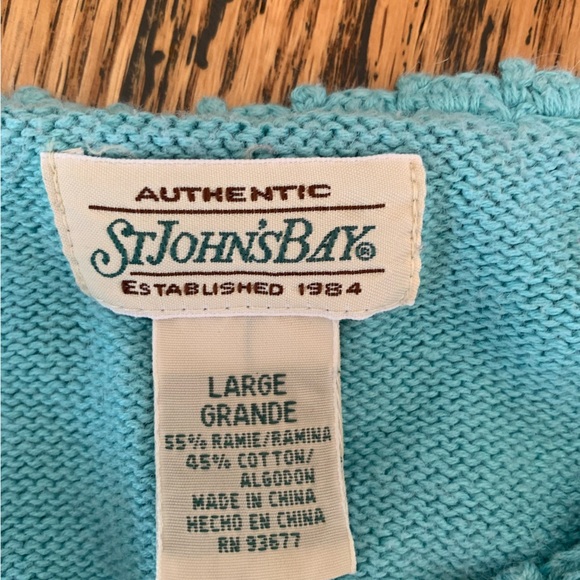 AUTHENTIC
ST.JOHN'SBAY®
ESTABLISHED 1984
LARGE
GRANDE
55% RAMIE/RAMINA
45% COTTON/
ALGODON
MADE IN CHINA
HECHO EN CHINA
RN 93677